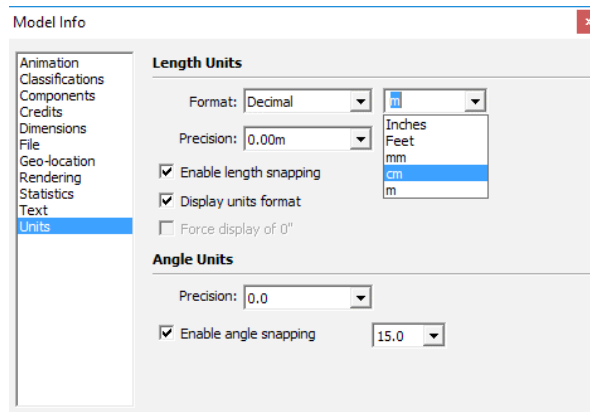 Model Info
Animation
Classifications
Components
Credits
Dimensions
File
Geo-location
Rendering
Statistics
Text
Units
Length Units
Format: Decimal m
Inches
Feet
mm
cm
m
Precision: 0.00m
Enable length snapping
Display units format
Force display of 0"
Angle Units
Precision: 0.0
Enable angle snapping 15.0